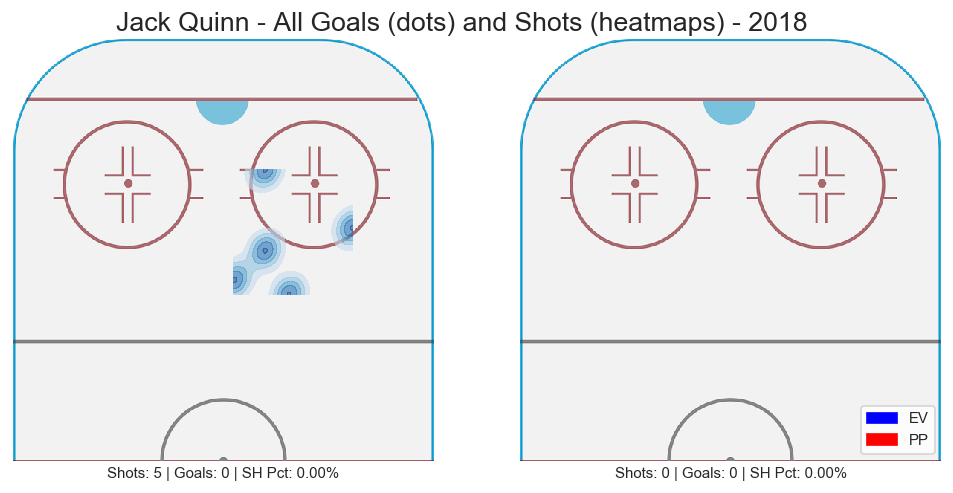 Jack Quinn - All Goals (dots) and Shots (heatmaps) - 2018
EV
PP
Shots: 5 | Goals: 0 | SH Pct: 0.00%
Shots: 0 | Goals: 0 | SH Pct: 0.00%